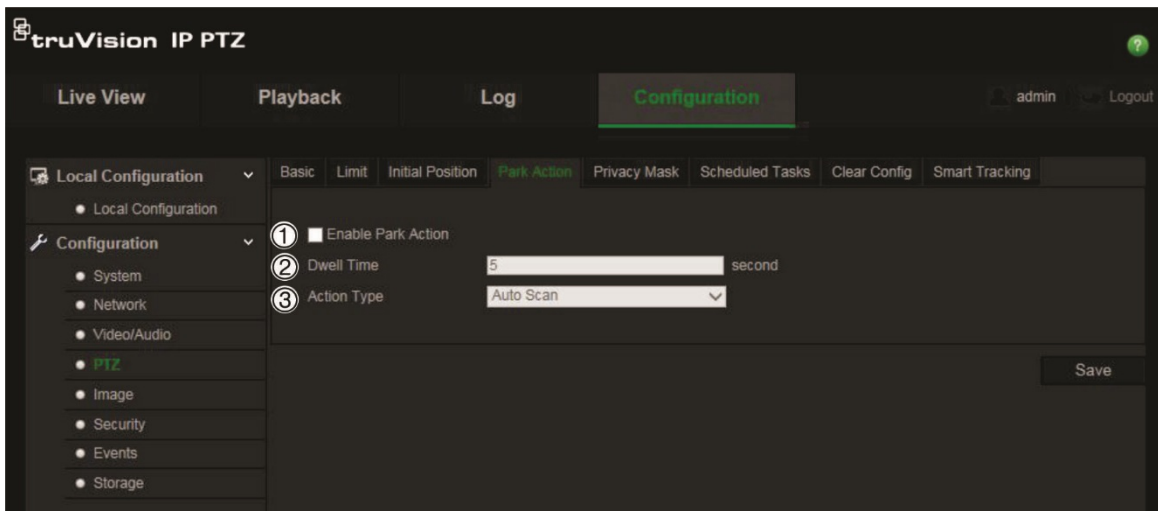 truVision IP PTZ
?
Live View Playback Log Configuration admin Logout
Local Configuration
Local Configuration
Configuration
System
Network
Video/Audio
PTZ
Image
Security
Events
Storage
Basic Limit Initial Position Park Action Privacy Mask Scheduled Tasks Clear Config Smart Tracking
① Enable Park Action
② Dwell Time 5 second
③ Action Type Auto Scan
Save